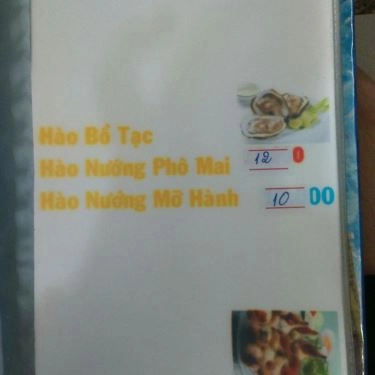 Hào Bồ Tạc
Hào Nướng Phô Mai 12 0
Hào Nướng Mỡ Hành 10 00